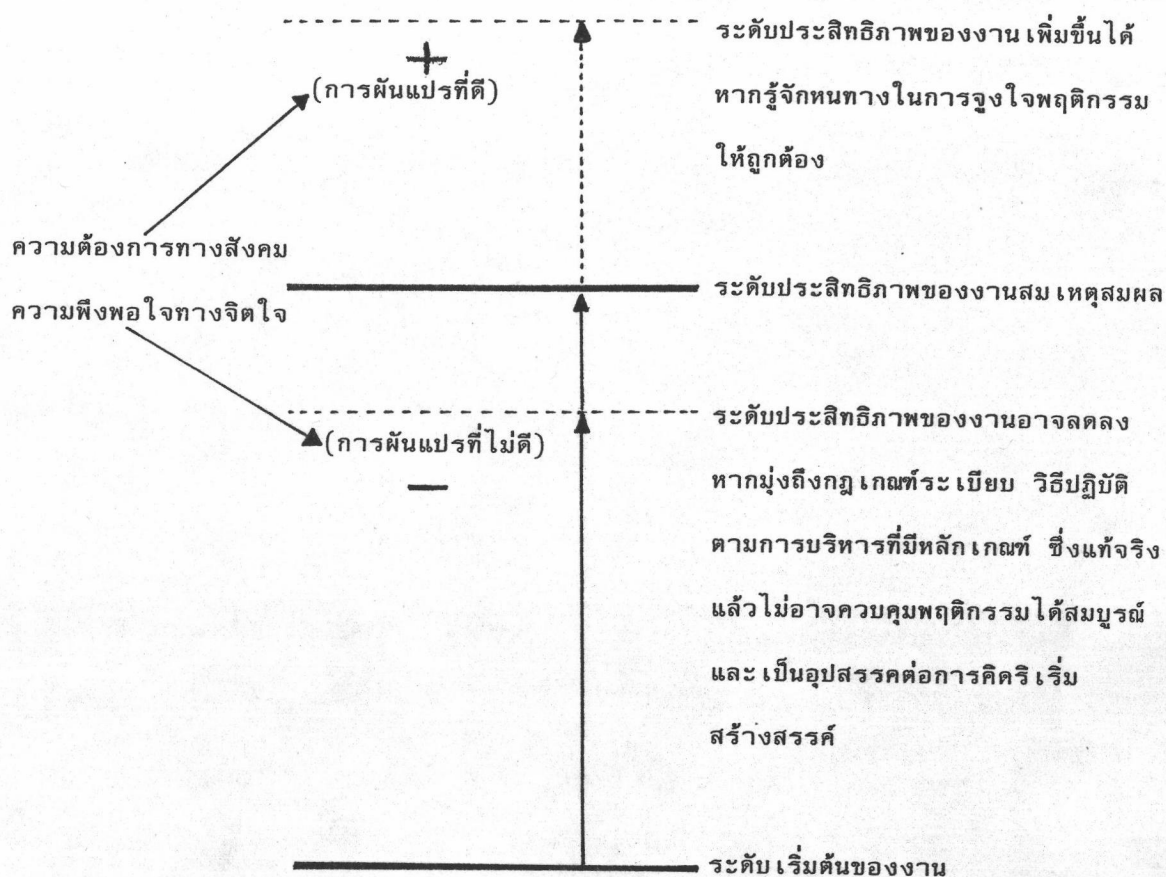 ระดับประสิทธิภาพของงานเพิ่มขึ้นได้
+
(การผันแปรที่ดี)
หากรู้จักหนทางในการจูงใจพฤติกรรม
ให้ถูกต้อง
ความต้องการทางสังคม
ระดับประสิทธิภาพของงานสมเหตุสมผล
ความพึงพอใจทางจิตใจ
ระดับประสิทธิภาพของงานอาจลดลง
(การผันแปรที่ไม่ดี)
—
หากมุ่งถึงกฎเกณฑ์ระเบียบ วิธีปฏิบัติ
ตามการบริหารที่มีหลักเกณฑ์ ซึ่งแท้จริง
แล้วไม่อาจควบคุมพฤติกรรมได้สมบูรณ์
และเป็นอุปสรรคต่อการคิดริเริ่ม
สร้างสรรค์
ระดับเริ่มต้นของงาน